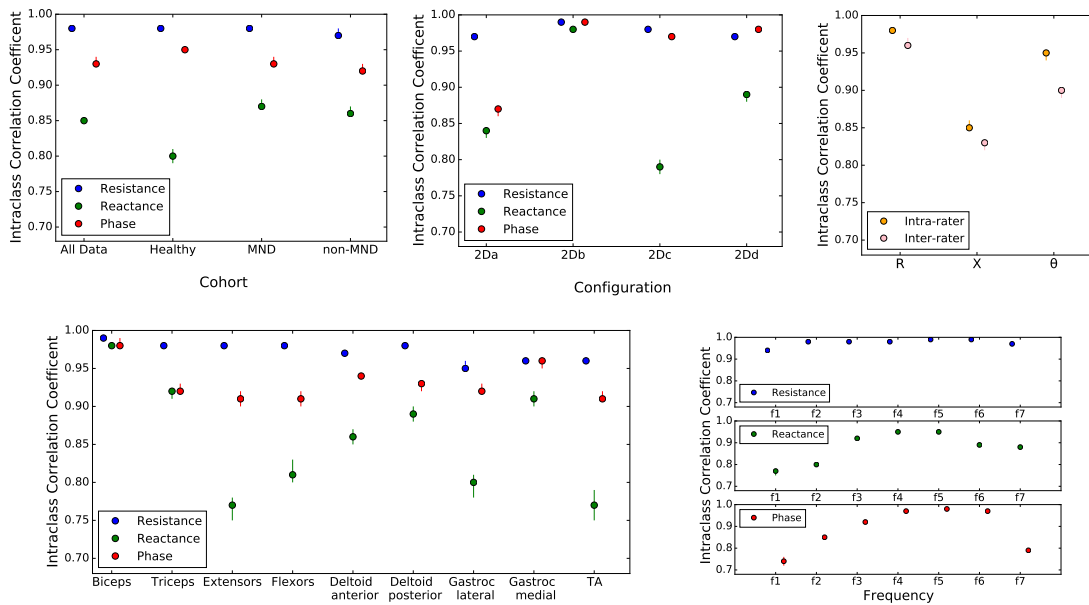 Intraclass Correlation Coefficent
1.00
0.95
0.90
0.85
0.80
0.75
0.70
Resistance
Reactance
Phase
All Data Healthy MND non-MND
Cohort
Intraclass Correlation Coefficent
1.00
0.95
0.90
0.85
0.80
0.75
0.70
Resistance
Reactance
Phase
2Da 2Db 2Dc 2Dd
Configuration
Intraclass Correlation Coefficent
1.00
0.95
0.90
0.85
0.80
0.75
0.70
Intra-rater
Inter-rater
R X θ
Intraclass Correlation Coefficent
1.00
0.95
0.90
0.85
0.80
0.75
0.70
Resistance
Reactance
Phase
Biceps Triceps Extensors Flexors Deltoid Deltoid Gastroc Gastroc TA
anterior posterior lateral medial
Intraclass Correlation Coefficent
1.0
0.9
0.8
0.7
Resistance
f1 f2 f3 f4 f5 f6 f7
1.0
0.9
0.8
0.7
Reactance
f1 f2 f3 f4 f5 f6 f7
1.0
0.9
0.8
0.7
Phase
f1 f2 f3 f4 f5 f6 f7
Frequency